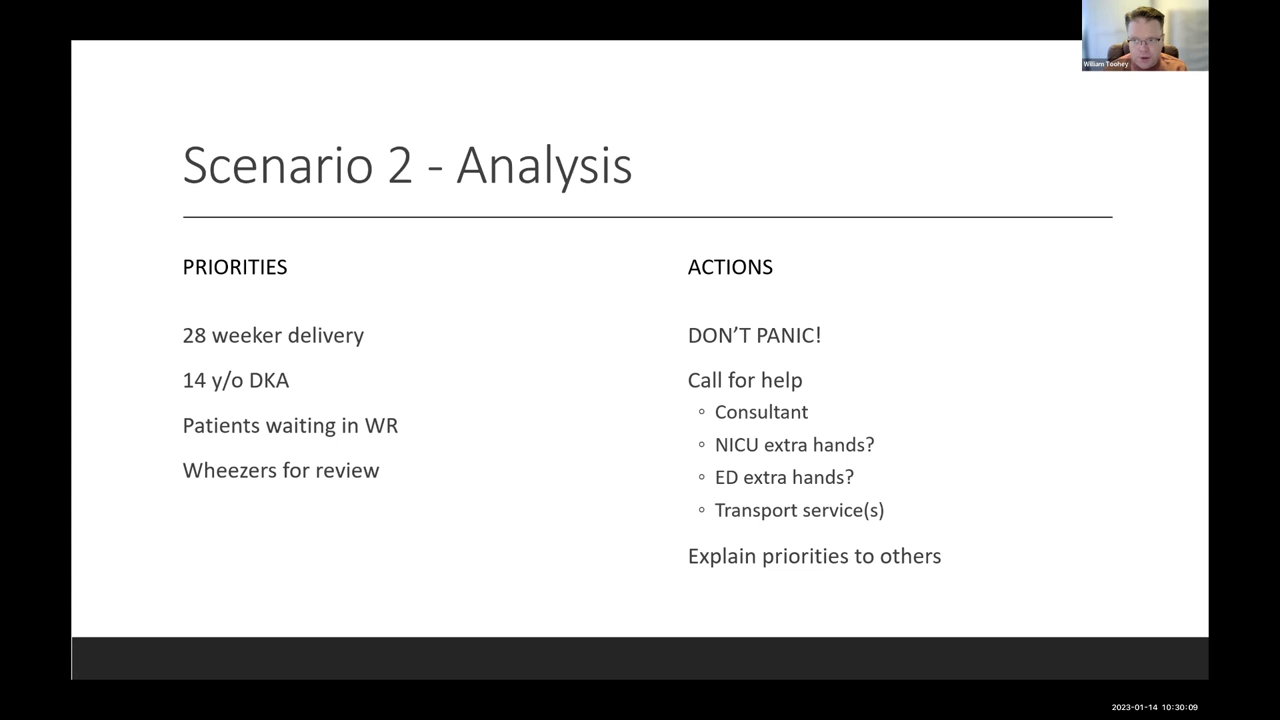 William Toohey
Scenario 2 - Analysis
PRIORITIES
28 weeker delivery
14 y/o DKA
Patients waiting in WR
Wheezers for review
ACTIONS
DON’T PANIC!
Call for help
◦ Consultant
◦ NICU extra hands?
◦ ED extra hands?
◦ Transport service(s)
Explain priorities to others
2023-01-14 10:30:09